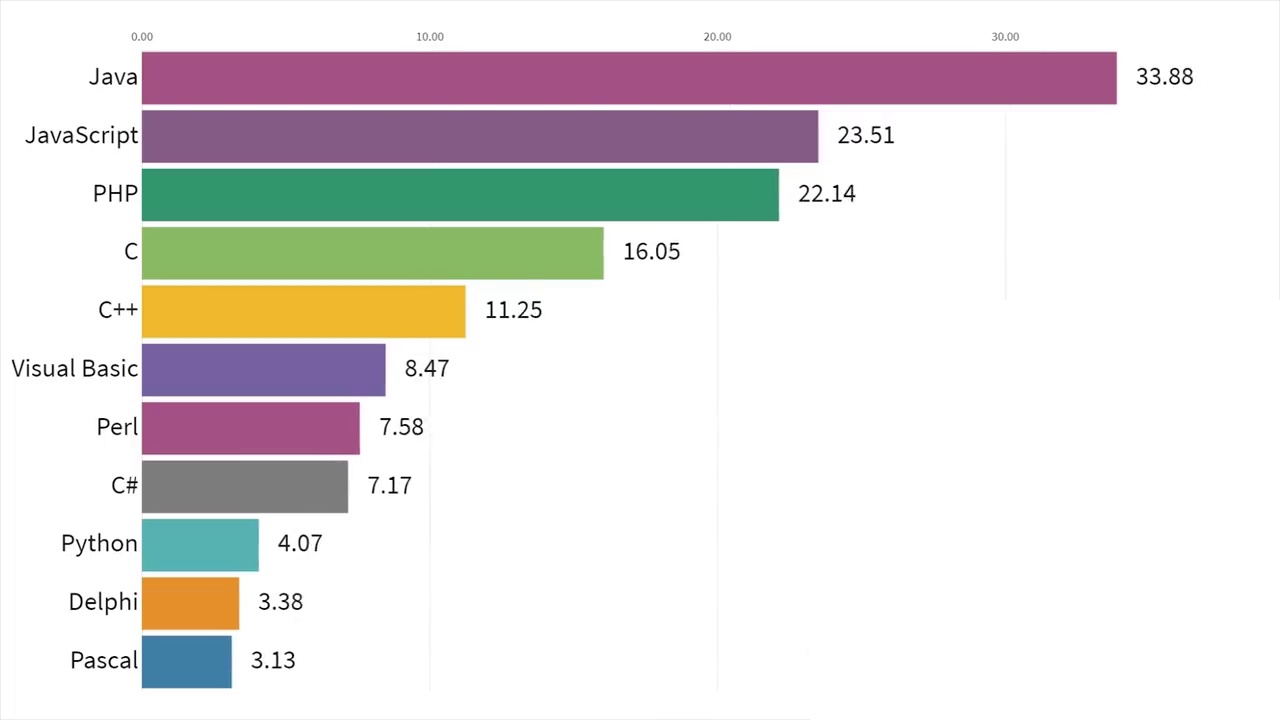 0.00 10.00 20.00 30.00
Java 33.88
JavaScript 23.51
PHP 22.14
C 16.05
C++ 11.25
Visual Basic 8.47
Perl 7.58
C# 7.17
Python 4.07
Delphi 3.38
Pascal 3.13